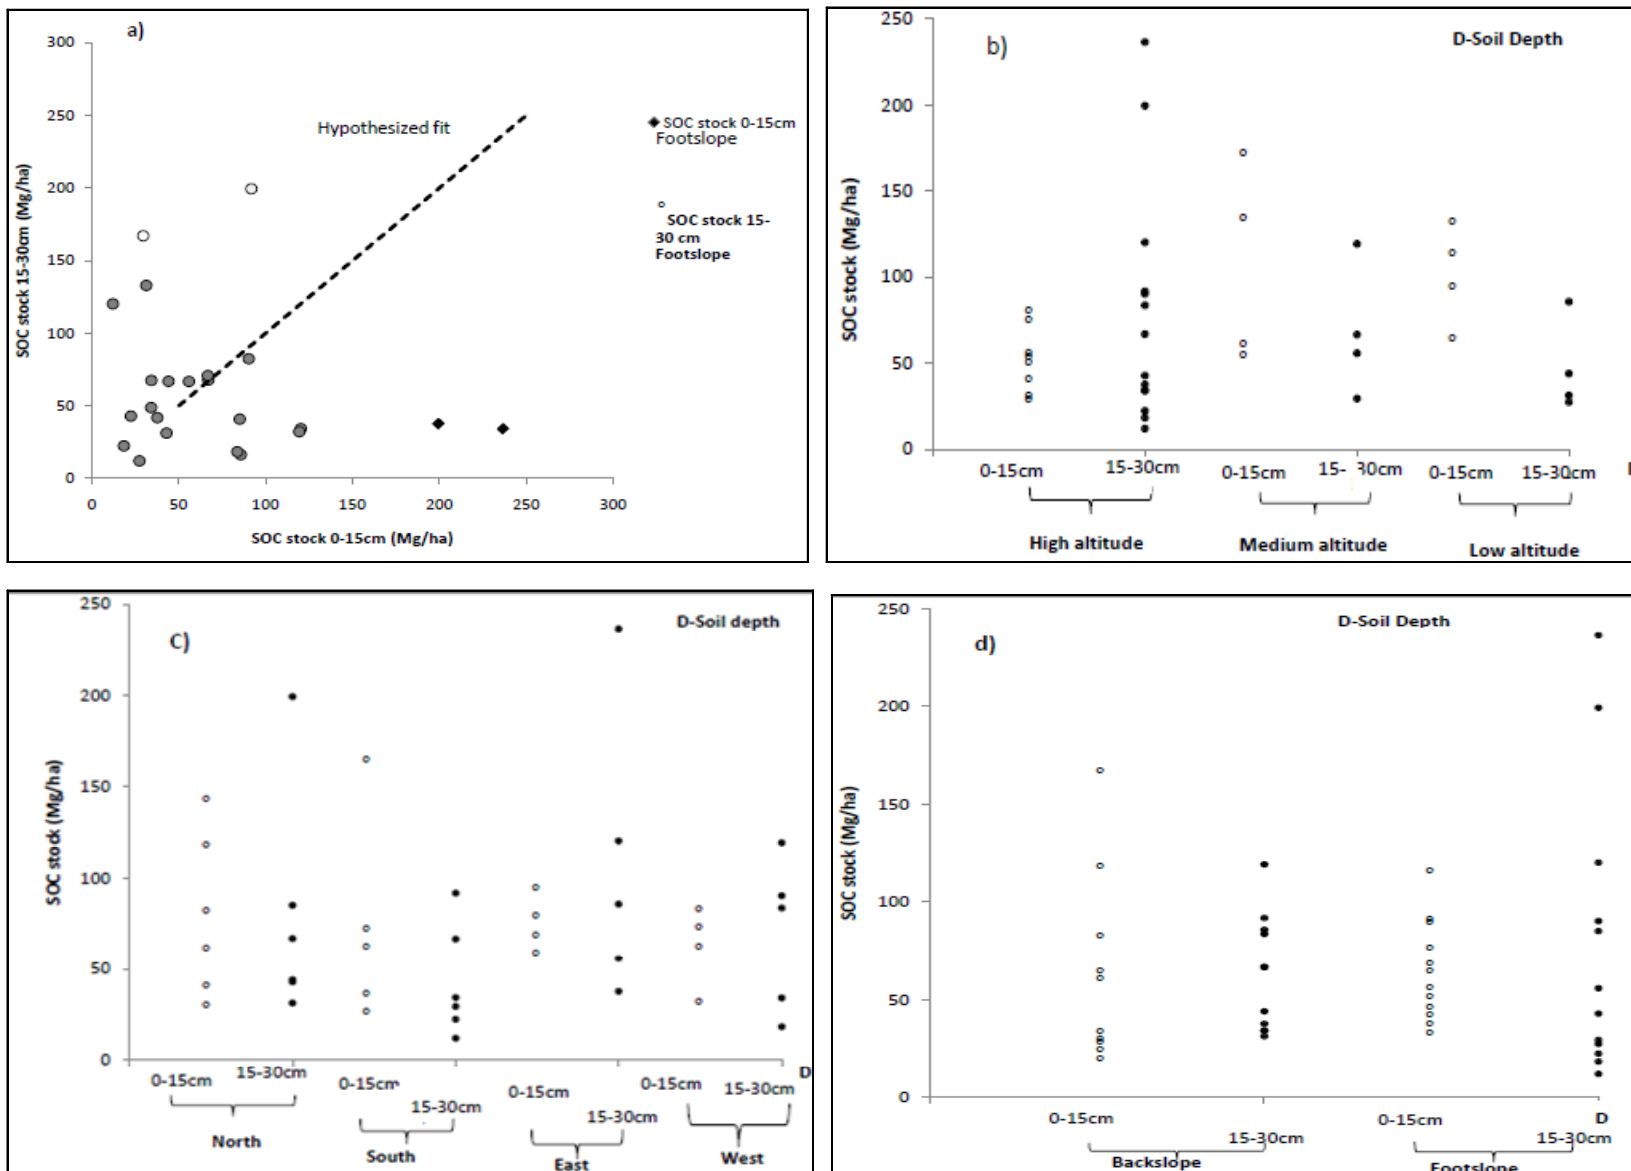 a)
300
250
200
150
100
50
0
SOC stock 15-30cm (Mg/ha)
Hypothesized fit
SOC stock 0-15cm
Footslope
SOC stock 15-
30 cm
Footslope
0 50 100 150 200 250 300
SOC stock 0-15cm (Mg/ha)
b)
D-Soil Depth
250
200
150
100
50
0
SOC stock (Mg/ha)
0-15cm 15-30cm 0-15cm 15- 30cm 0-15cm 15-30cm
High altitude Medium altitude Low altitude
C)
D-Soil depth
250
200
150
100
50
0
SOC stock (Mg/ha)
0-15cm 15-30cm 0-15cm 15-30cm 0-15cm 15-30cm 0-15cm 15-30cm D
North South East West
d)
D-Soil Depth
250
200
150
100
50
0
SOC stock (Mg/ha)
0-15cm 15-30cm 0-15cm 15-30cm D
Backslope Footslope